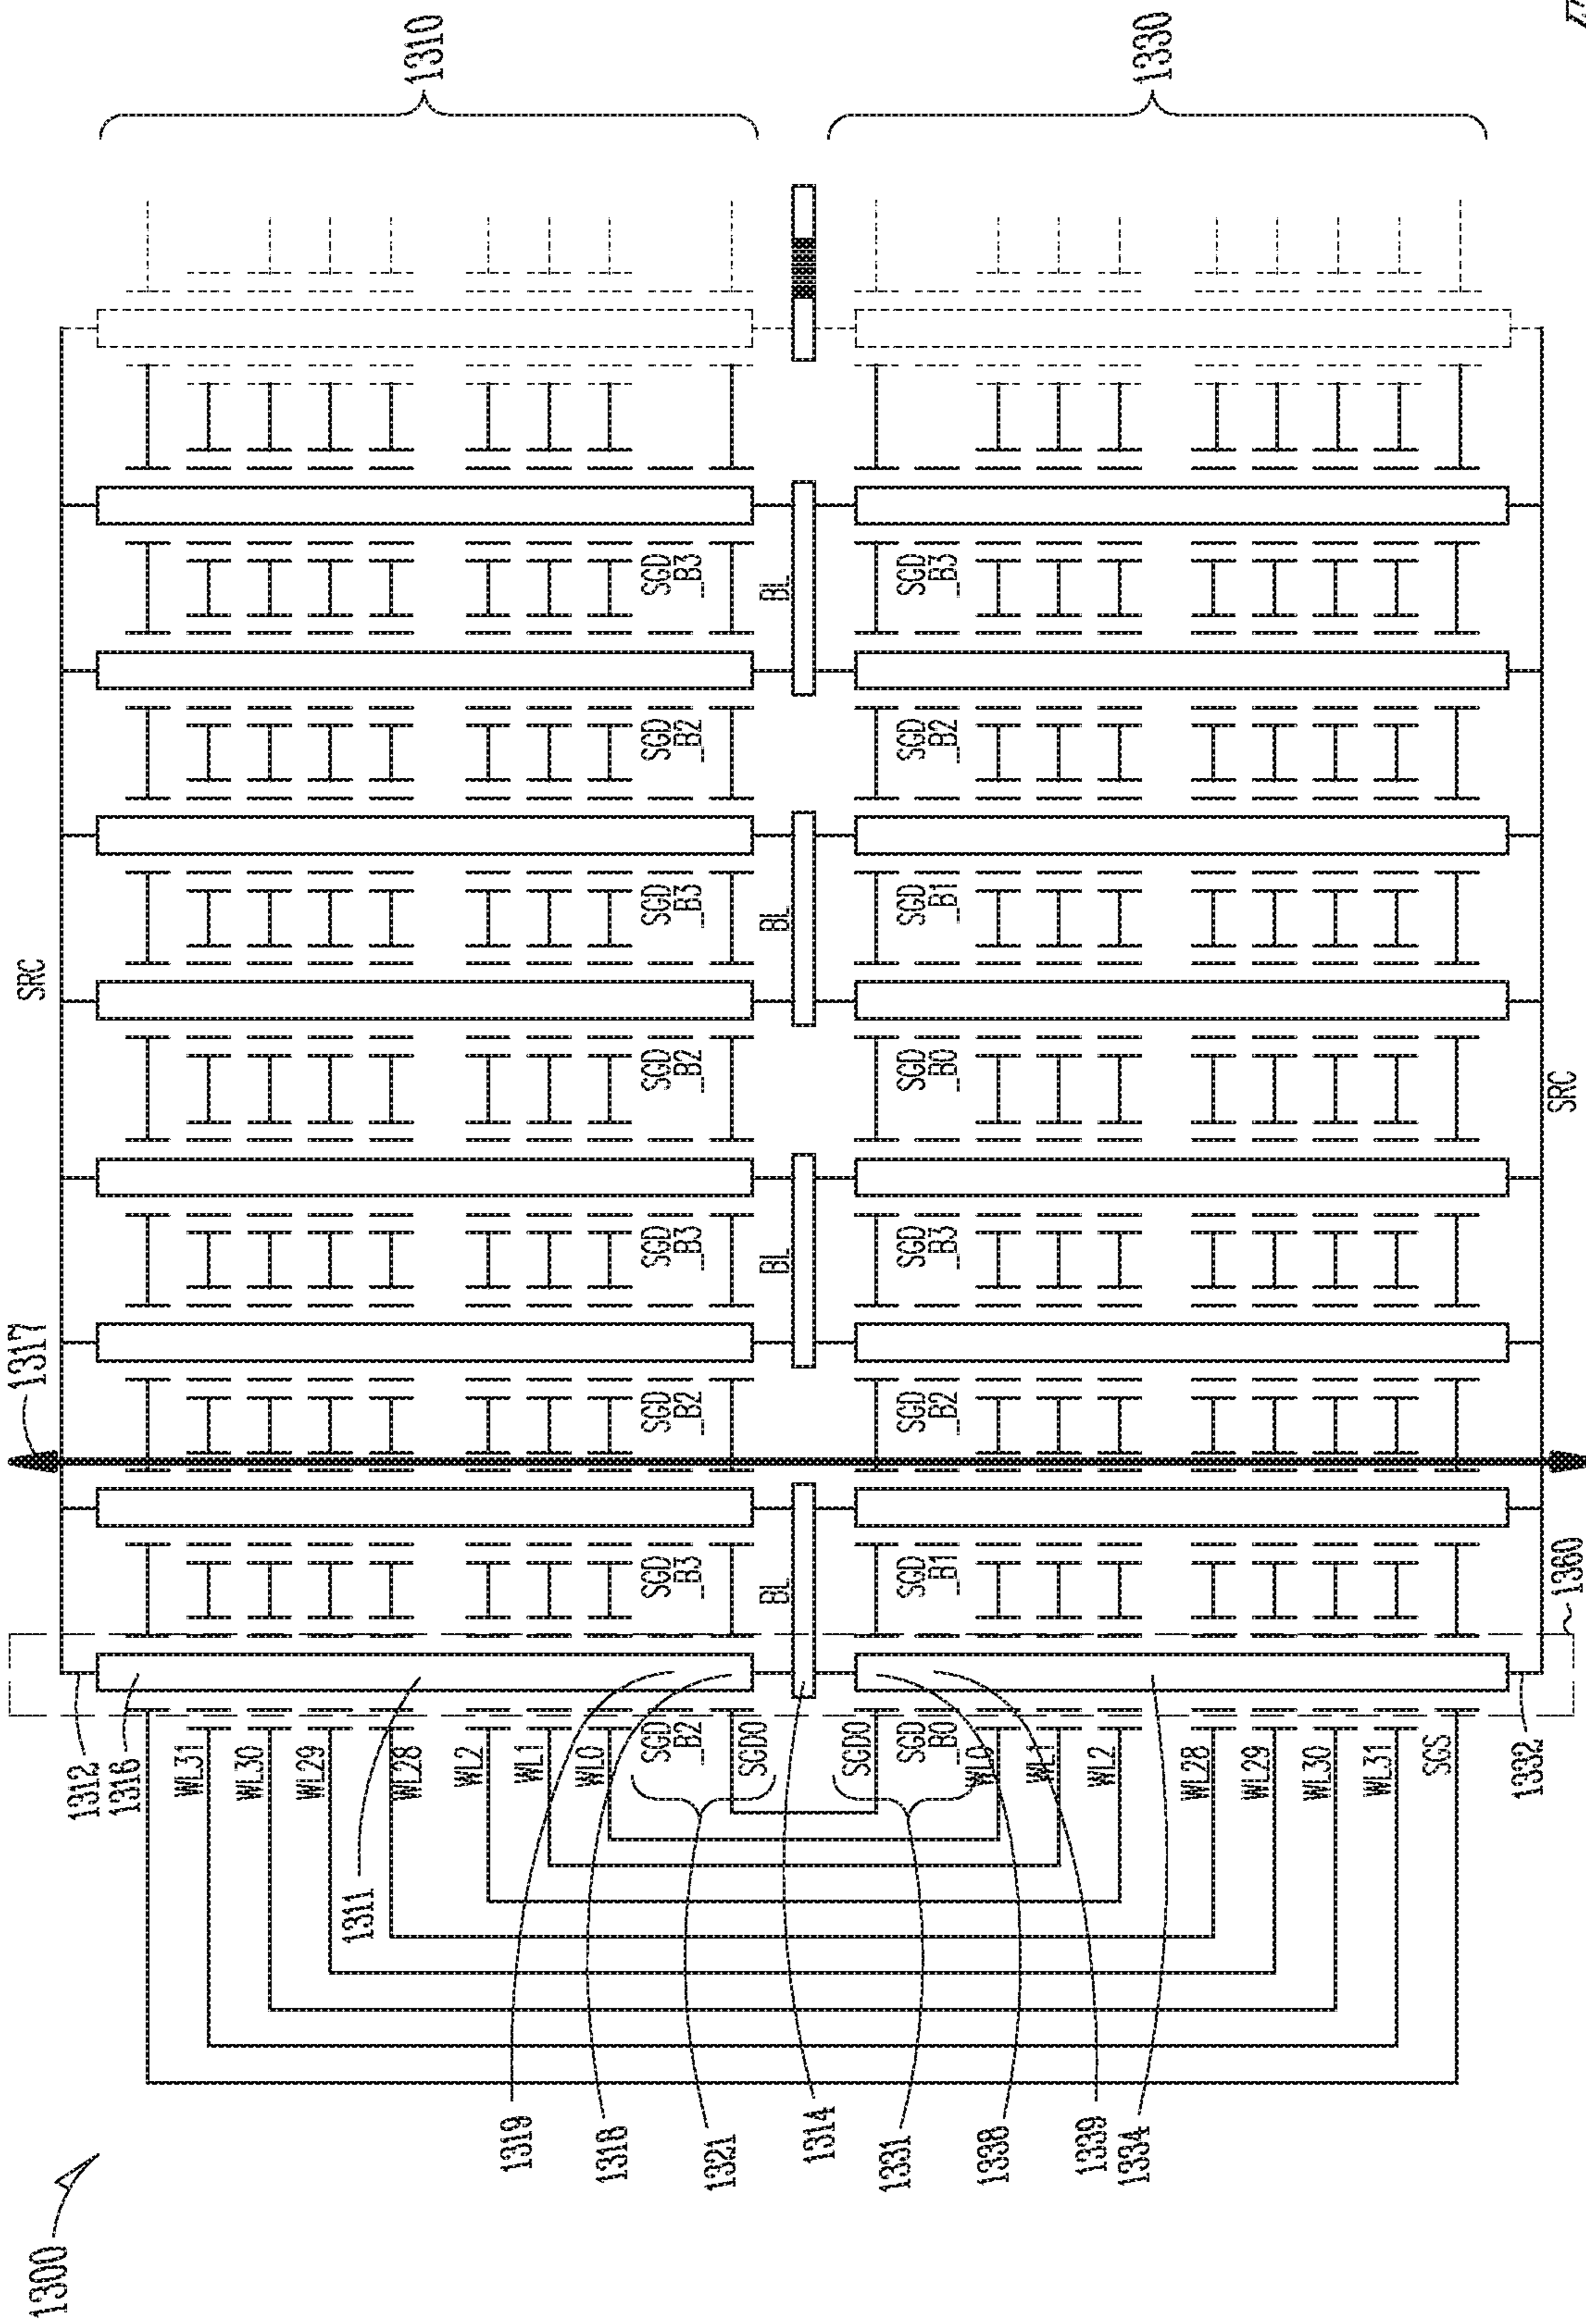 1300
1317
SRC
1312
1316
WL31
WL30
WL29
1311
WL28
1310
WL2
WL1
1319
WL0
1318
SGD
_B2
SGD
_B3
SGD
_B2
SGD
_B3
SGD
_B2
SGD
_B3
SGD
_B2
SGD
_B3
1321
SGD0
BL
BL
BL
BL
1314
SGD0
1331
SGD
_B0
SGD
_B1
SGD
_B2
SGD
_B3
SGD
_B0
SGD
_B1
SGD
_B2
SGD
_B3
WL0
1338
WL1
1339
WL2
1334
1330
WL28
WL29
WL30
WL31
SGS
1332
1360
SRC